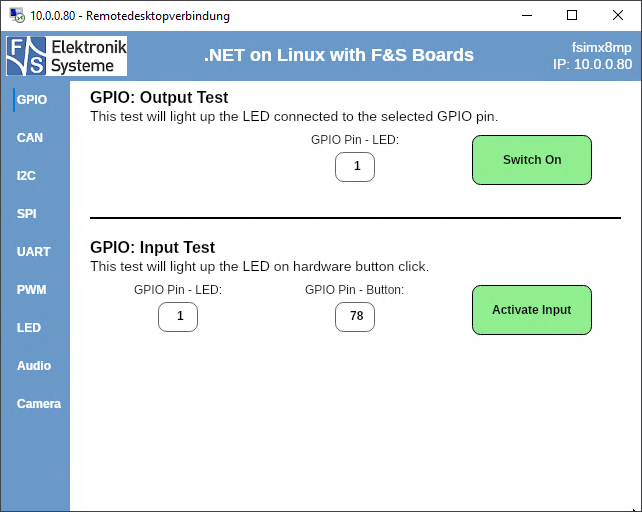 10.0.0.80 - Remotedesktopverbindung
F&S Elektronik
Systeme
.NET on Linux with F&S Boards
fsimx8mp
IP: 10.0.0.80
GPIO
CAN
I2C
SPI
UART
PWM
LED
Audio
Camera
GPIO: Output Test
This test will light up the LED connected to the selected GPIO pin.
GPIO Pin - LED:
1
Switch On
GPIO: Input Test
This test will light up the LED on hardware button click.
GPIO Pin - LED:
GPIO Pin - Button:
1
78
Activate Input